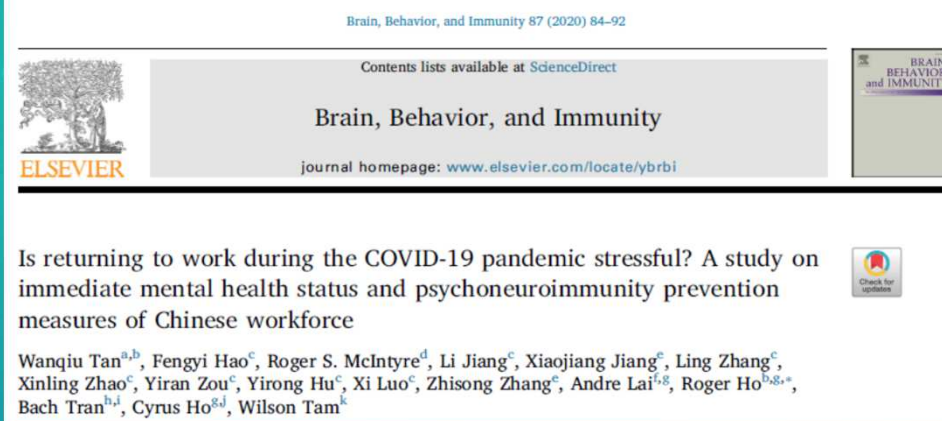 Brain, Behavior, and Immunity 87 (2020) 84–92
Contents lists available at ScienceDirect
Brain, Behavior, and Immunity
journal homepage: www.elsevier.com/locate/ybrbi
ELSEVIER
BRAIN
BEHAVIOR
and IMMUNIT
Is returning to work during the COVID-19 pandemic stressful? A study on
immediate mental health status and psychoneuroimmunity prevention
measures of Chinese workforce
Check for
updates
Wanqiu Tana,b, Fengyi Haoc, Roger S. McIntyred, Li Jiangc, Xiaojiang Jiange, Ling Zhangc,
Xinling Zhaoc, Yiran Zouc, Yirong Huc, Xi Luoc, Zhisong Zhange, Andre Laif,g, Roger Hob,g,*,
Bach Tranh,i, Cyrus Hog,j, Wilson Tamk